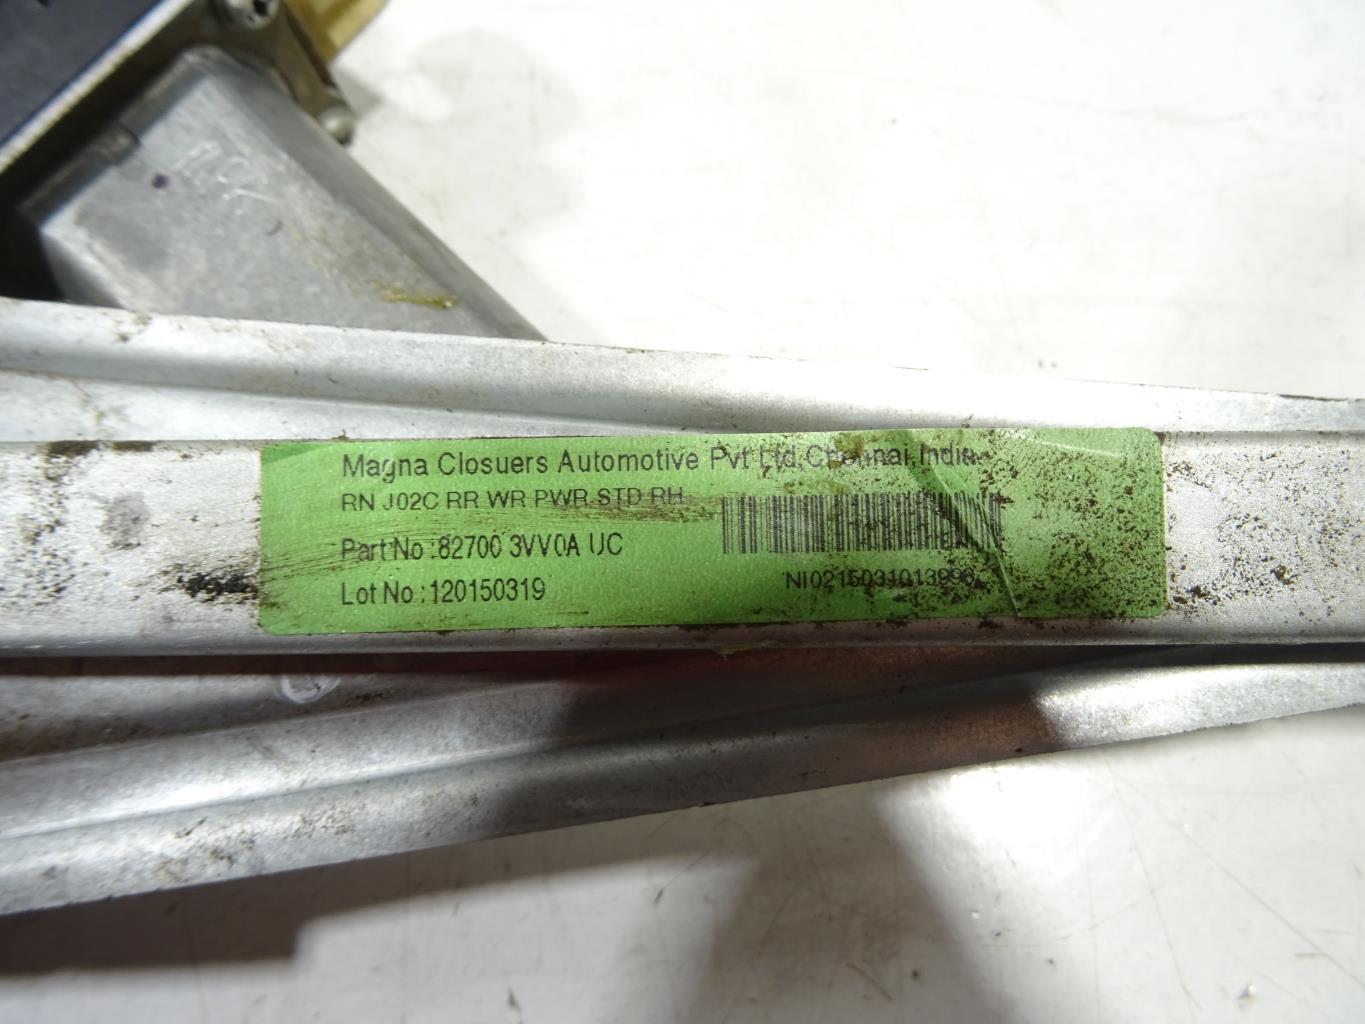 Magna Closuers Automotive Pvt Ltd,Chennai,India
RN J02C RR WR PWR STD RH
Part No :82700 3VV0A UC
Lot No :120150319